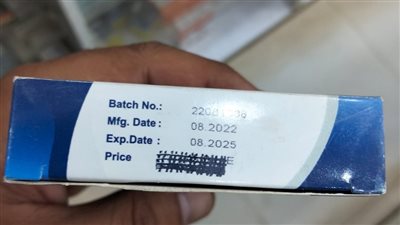 Batch No.:
Mfg. Date : 08.2022
Exp.Date : 08.2025
Price